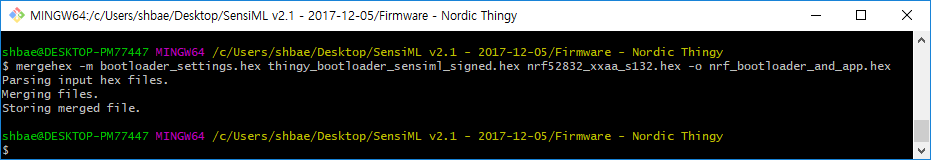 MINGW64:/c/Users/shbae/Desktop/SensiML v2.1 - 2017-12-05/Firmware - Nordic Thingy
shbae@DESKTOP-PM77447 MINGW64 /c/Users/shbae/Desktop/SensiML v2.1 - 2017-12-05/Firmware - Nordic Thingy
$ mergehex -m bootloader_settings.hex thingy_bootloader_sensiml_signed.hex nrf52832_xxaa_s132.hex -o nrf_bootloader_and_app.hex
Parsing input hex files.
Merging files.
Storing merged file.
shbae@DESKTOP-PM77447 MINGW64 /c/Users/shbae/Desktop/SensiML v2.1 - 2017-12-05/Firmware - Nordic Thingy
$